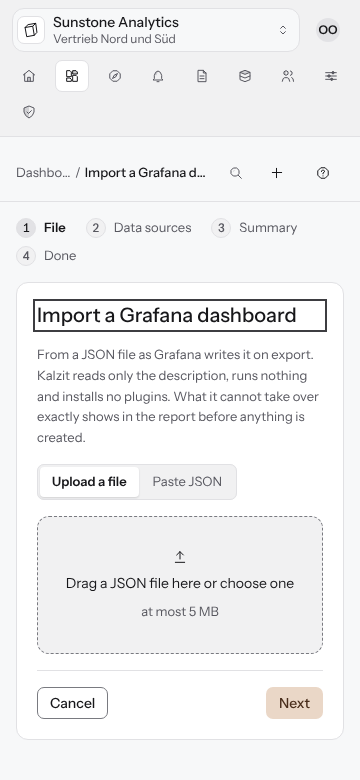 Sunstone Analytics
Vertrieb Nord und Süd
OO
Dashbo... / Import a Grafana d...
1 File 2 Data sources 3 Summary
4 Done
Import a Grafana dashboard
From a JSON file as Grafana writes it on export.
Kalzit reads only the description, runs nothing
and installs no plugins. What it cannot take over
exactly shows in the report before anything is
created.
Upload a file Paste JSON
Drag a JSON file here or choose one
at most 5 MB
Cancel Next